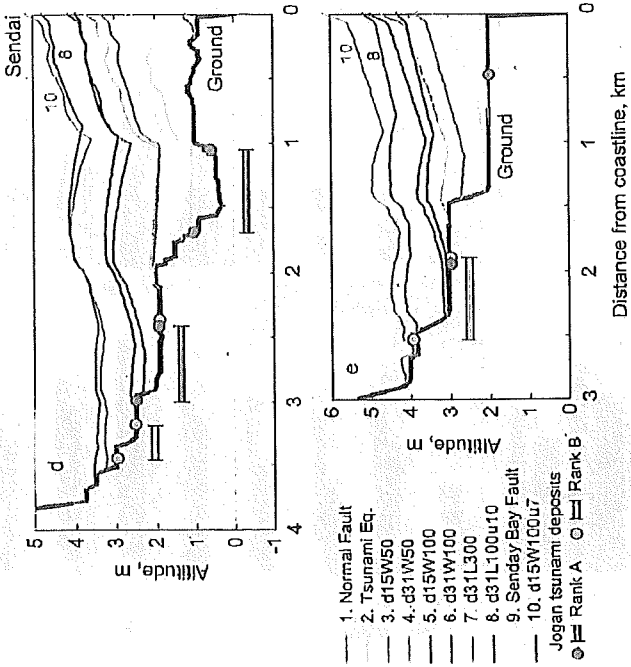 Sendai
d
10
8
Ground
Altitude, m
5
4
3
2
1
0
-1
4
3
2
1
0
e
10
8
Ground
Altitude, m
6
5
4
3
2
1
0
3
2
1
0
Distance from coastline, km
1. Normal Fault
2. Tsunami Eq.
3. d15W50
4. d31W50
5. d15W100
6. d31W100
7. d31L300
8. d31L100u10
9. Senday Bay Fault
10. d15W100u7
Jogan tsunami deposits
Rank A Rank B